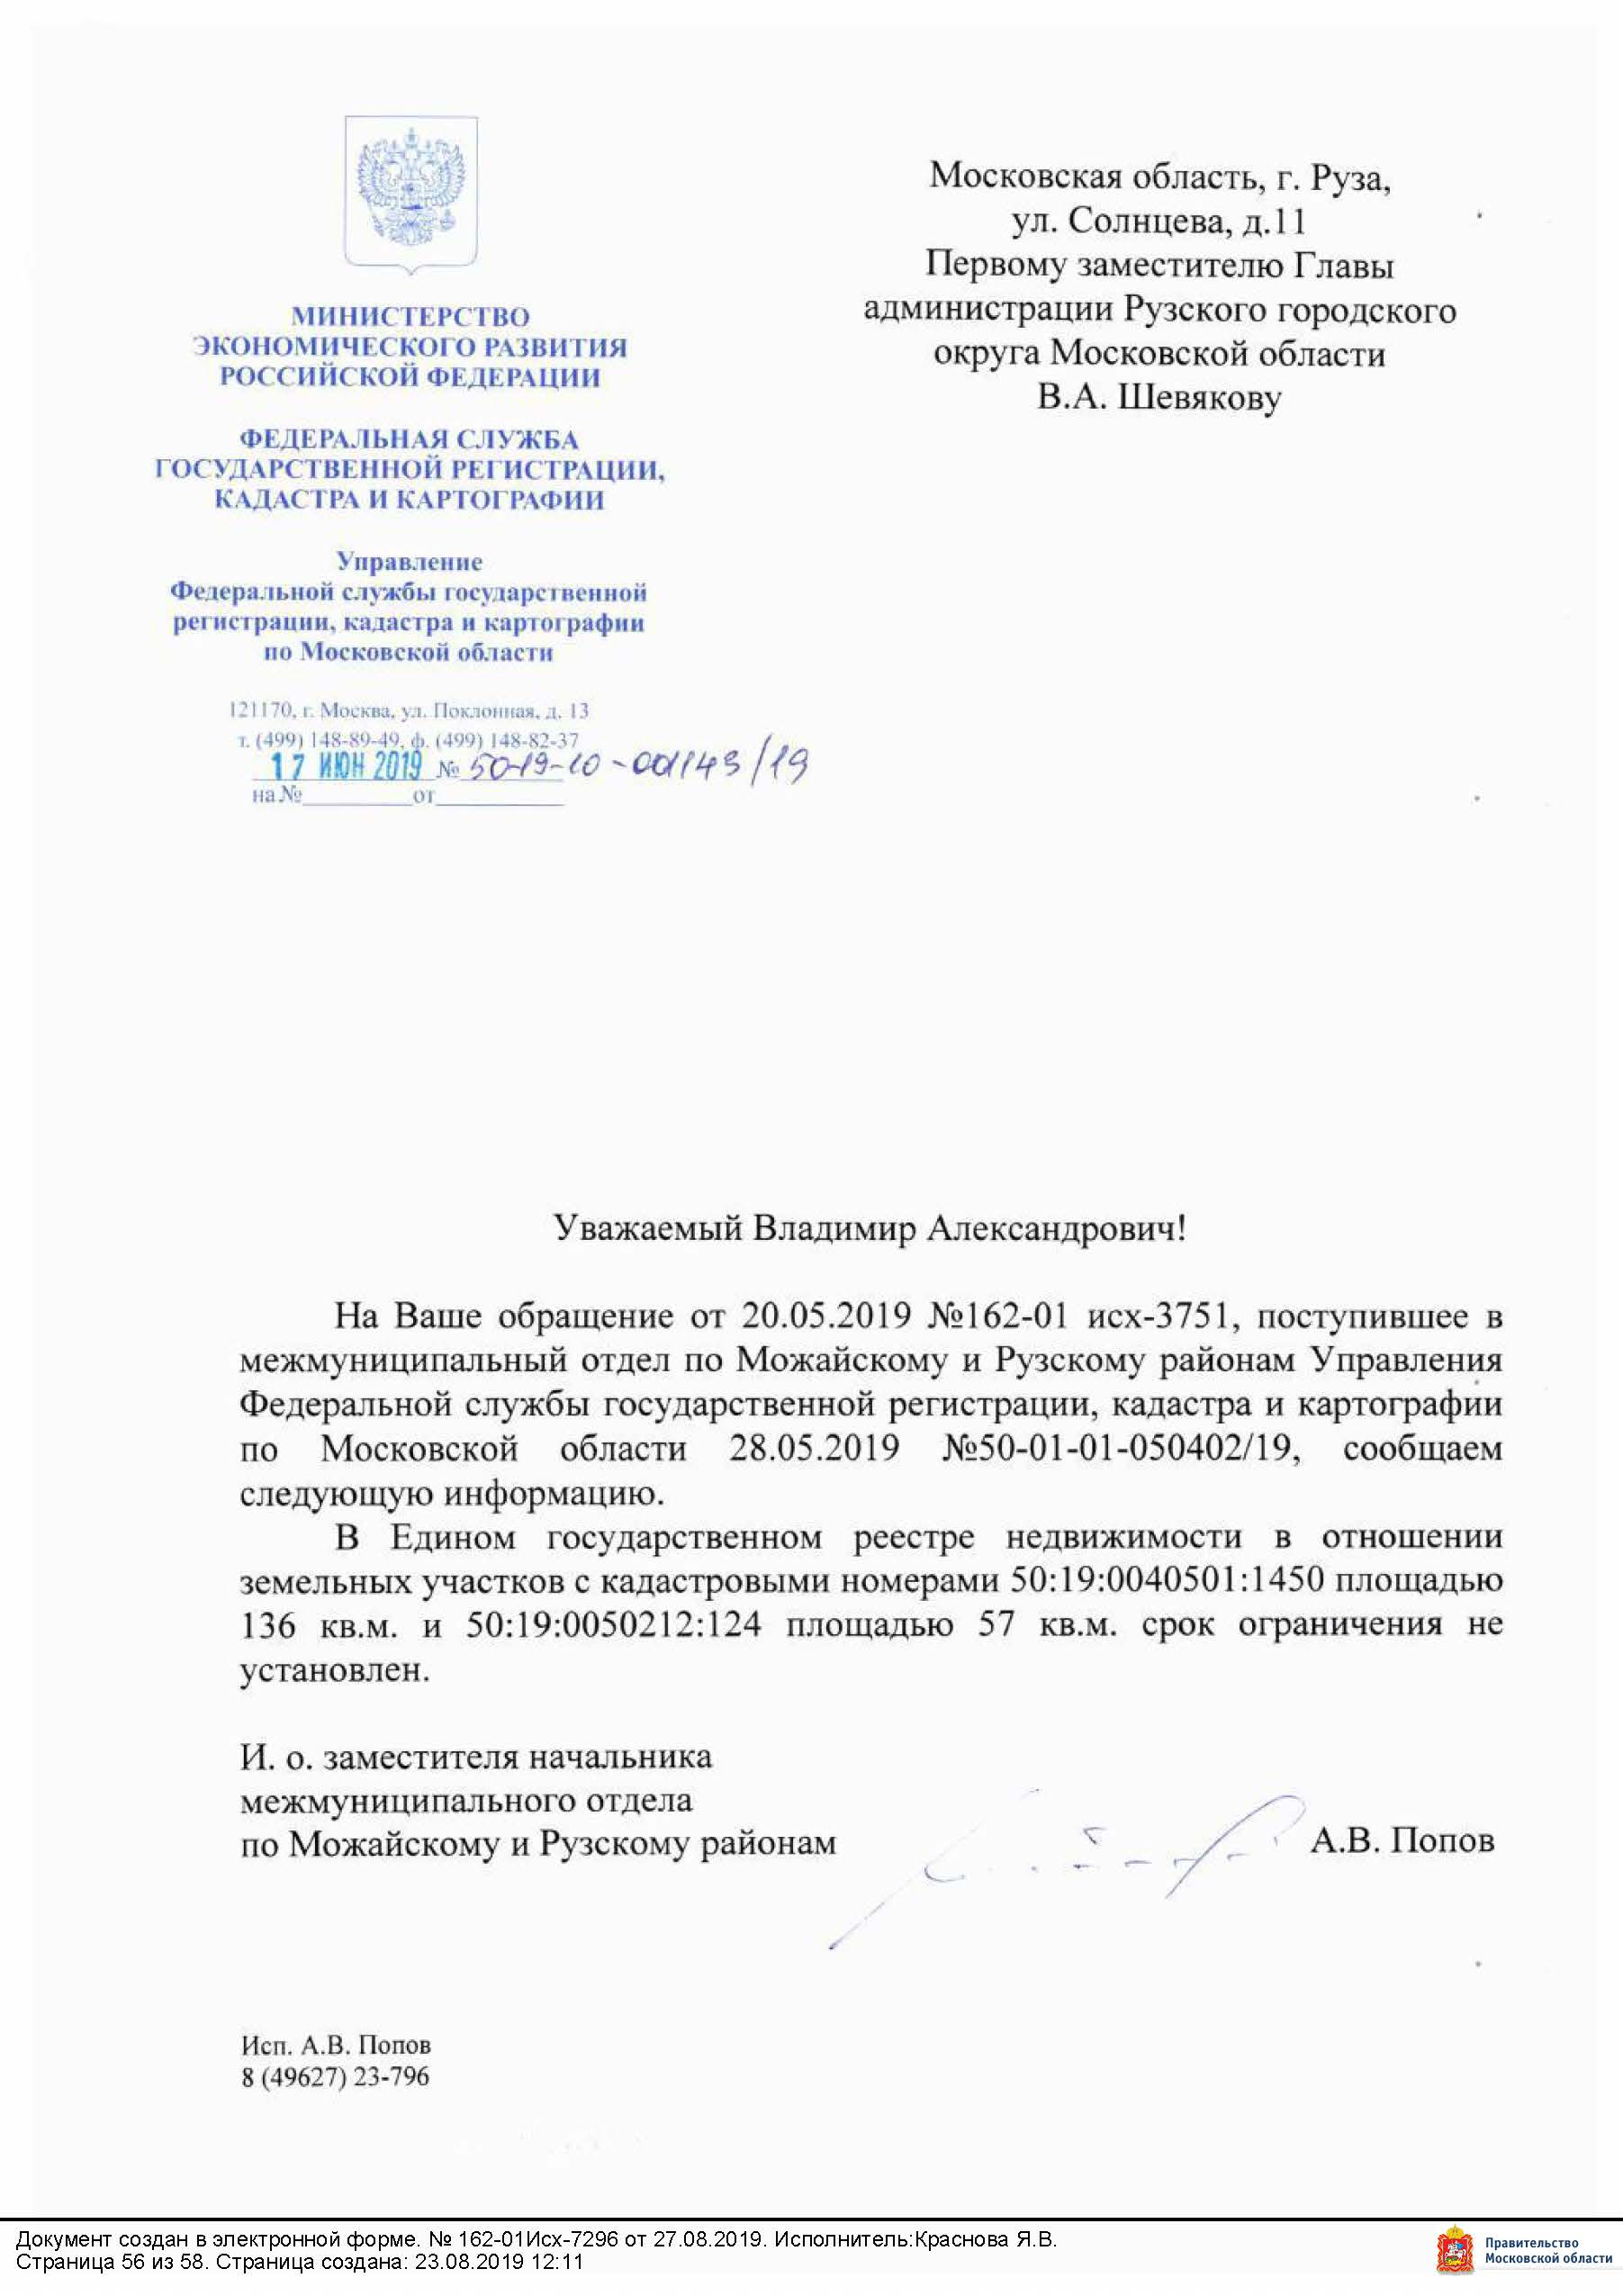 МИНИСТЕРСТВО
ЭКОНОМИЧЕСКОГО РАЗВИТИЯ
РОССИЙСКОЙ ФЕДЕРАЦИИ
ФЕДЕРАЛЬНАЯ СЛУЖБА
ГОСУДАРСТВЕННОЙ РЕГИСТРАЦИИ,
КАДАСТРА И КАРТОГРАФИИ
Управление
Федеральной службы государственной
регистрации, кадастра и картографии
по Московской области
121170, г. Москва, ул. Поклонная, д. 13
т. (499) 148-89-49, ф. (499) 148-82-37
17 ИЮН 2019 № 50-19-10-001143/19
на № от
Московская область, г. Руза,
ул. Солнцева, д.11
Первому заместителю Главы
администрации Рузского городского
округа Московской области
В.А. Шевякову
Уважаемый Владимир Александрович!
На Ваше обращение от 20.05.2019 №162-01 исх-3751, поступившее в
межмуниципальный отдел по Можайскому и Рузскому районам Управления
Федеральной службы государственной регистрации, кадастра и картографии
по Московской области 28.05.2019 №50-01-01-050402/19, сообщаем
следующую информацию.
В Едином государственном реестре недвижимости в отношении
земельных участков с кадастровыми номерами 50:19:0040501:1450 площадью
136 кв.м. и 50:19:0050212:124 площадью 57 кв.м. срок ограничения не
установлен.
И. о. заместителя начальника
межмуниципального отдела
по Можайскому и Рузскому районам
А.В. Попов
Исп. А.В. Попов
8 (49627) 23-796
Документ создан в электронной форме. № 162-01Исх-7296 от 27.08.2019. Исполнитель:Краснова Я.В.
Страница 56 из 58. Страница создана: 23.08.2019 12:11
Правительство
Московской области